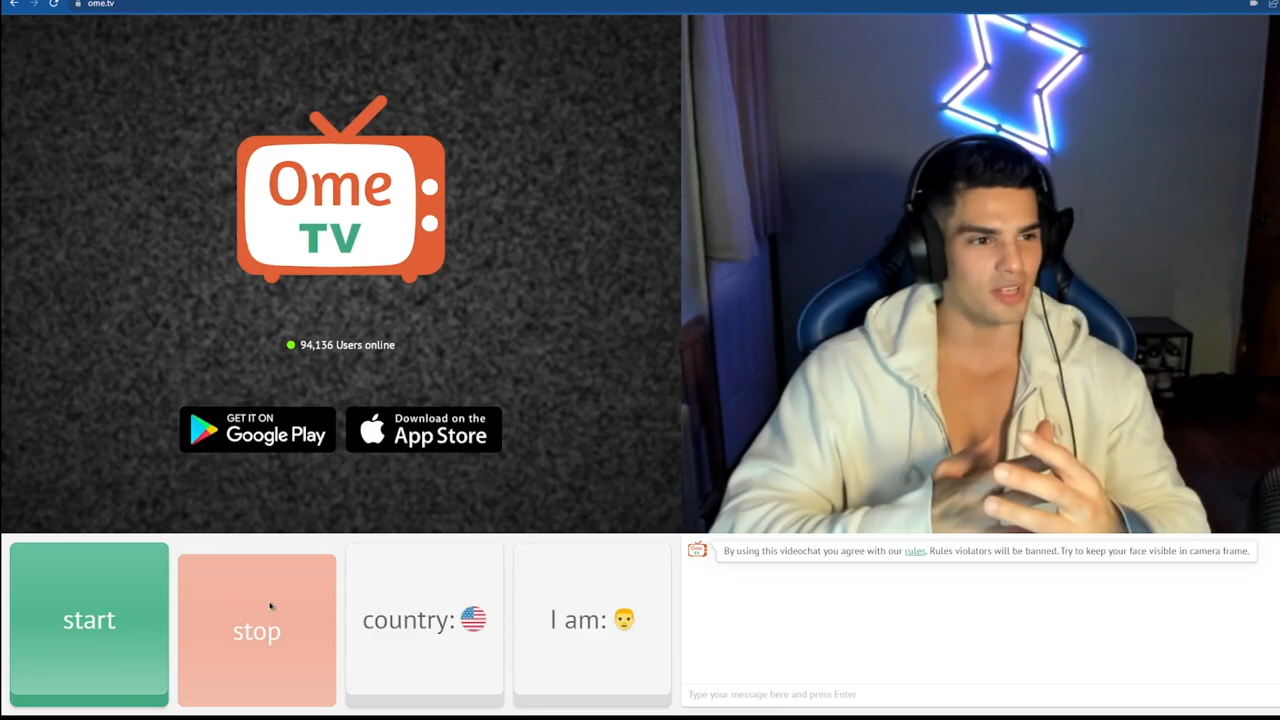 ome.tv
Ome
TV
94,136 Users online
GET IT ON
Google Play
Download on the
App Store
start
stop
country:
I am:
Ome
TV
By using this videochat you agree with our rules. Rules violators will be banned. Try to keep your face visible in camera frame.
Type your message here and press Enter